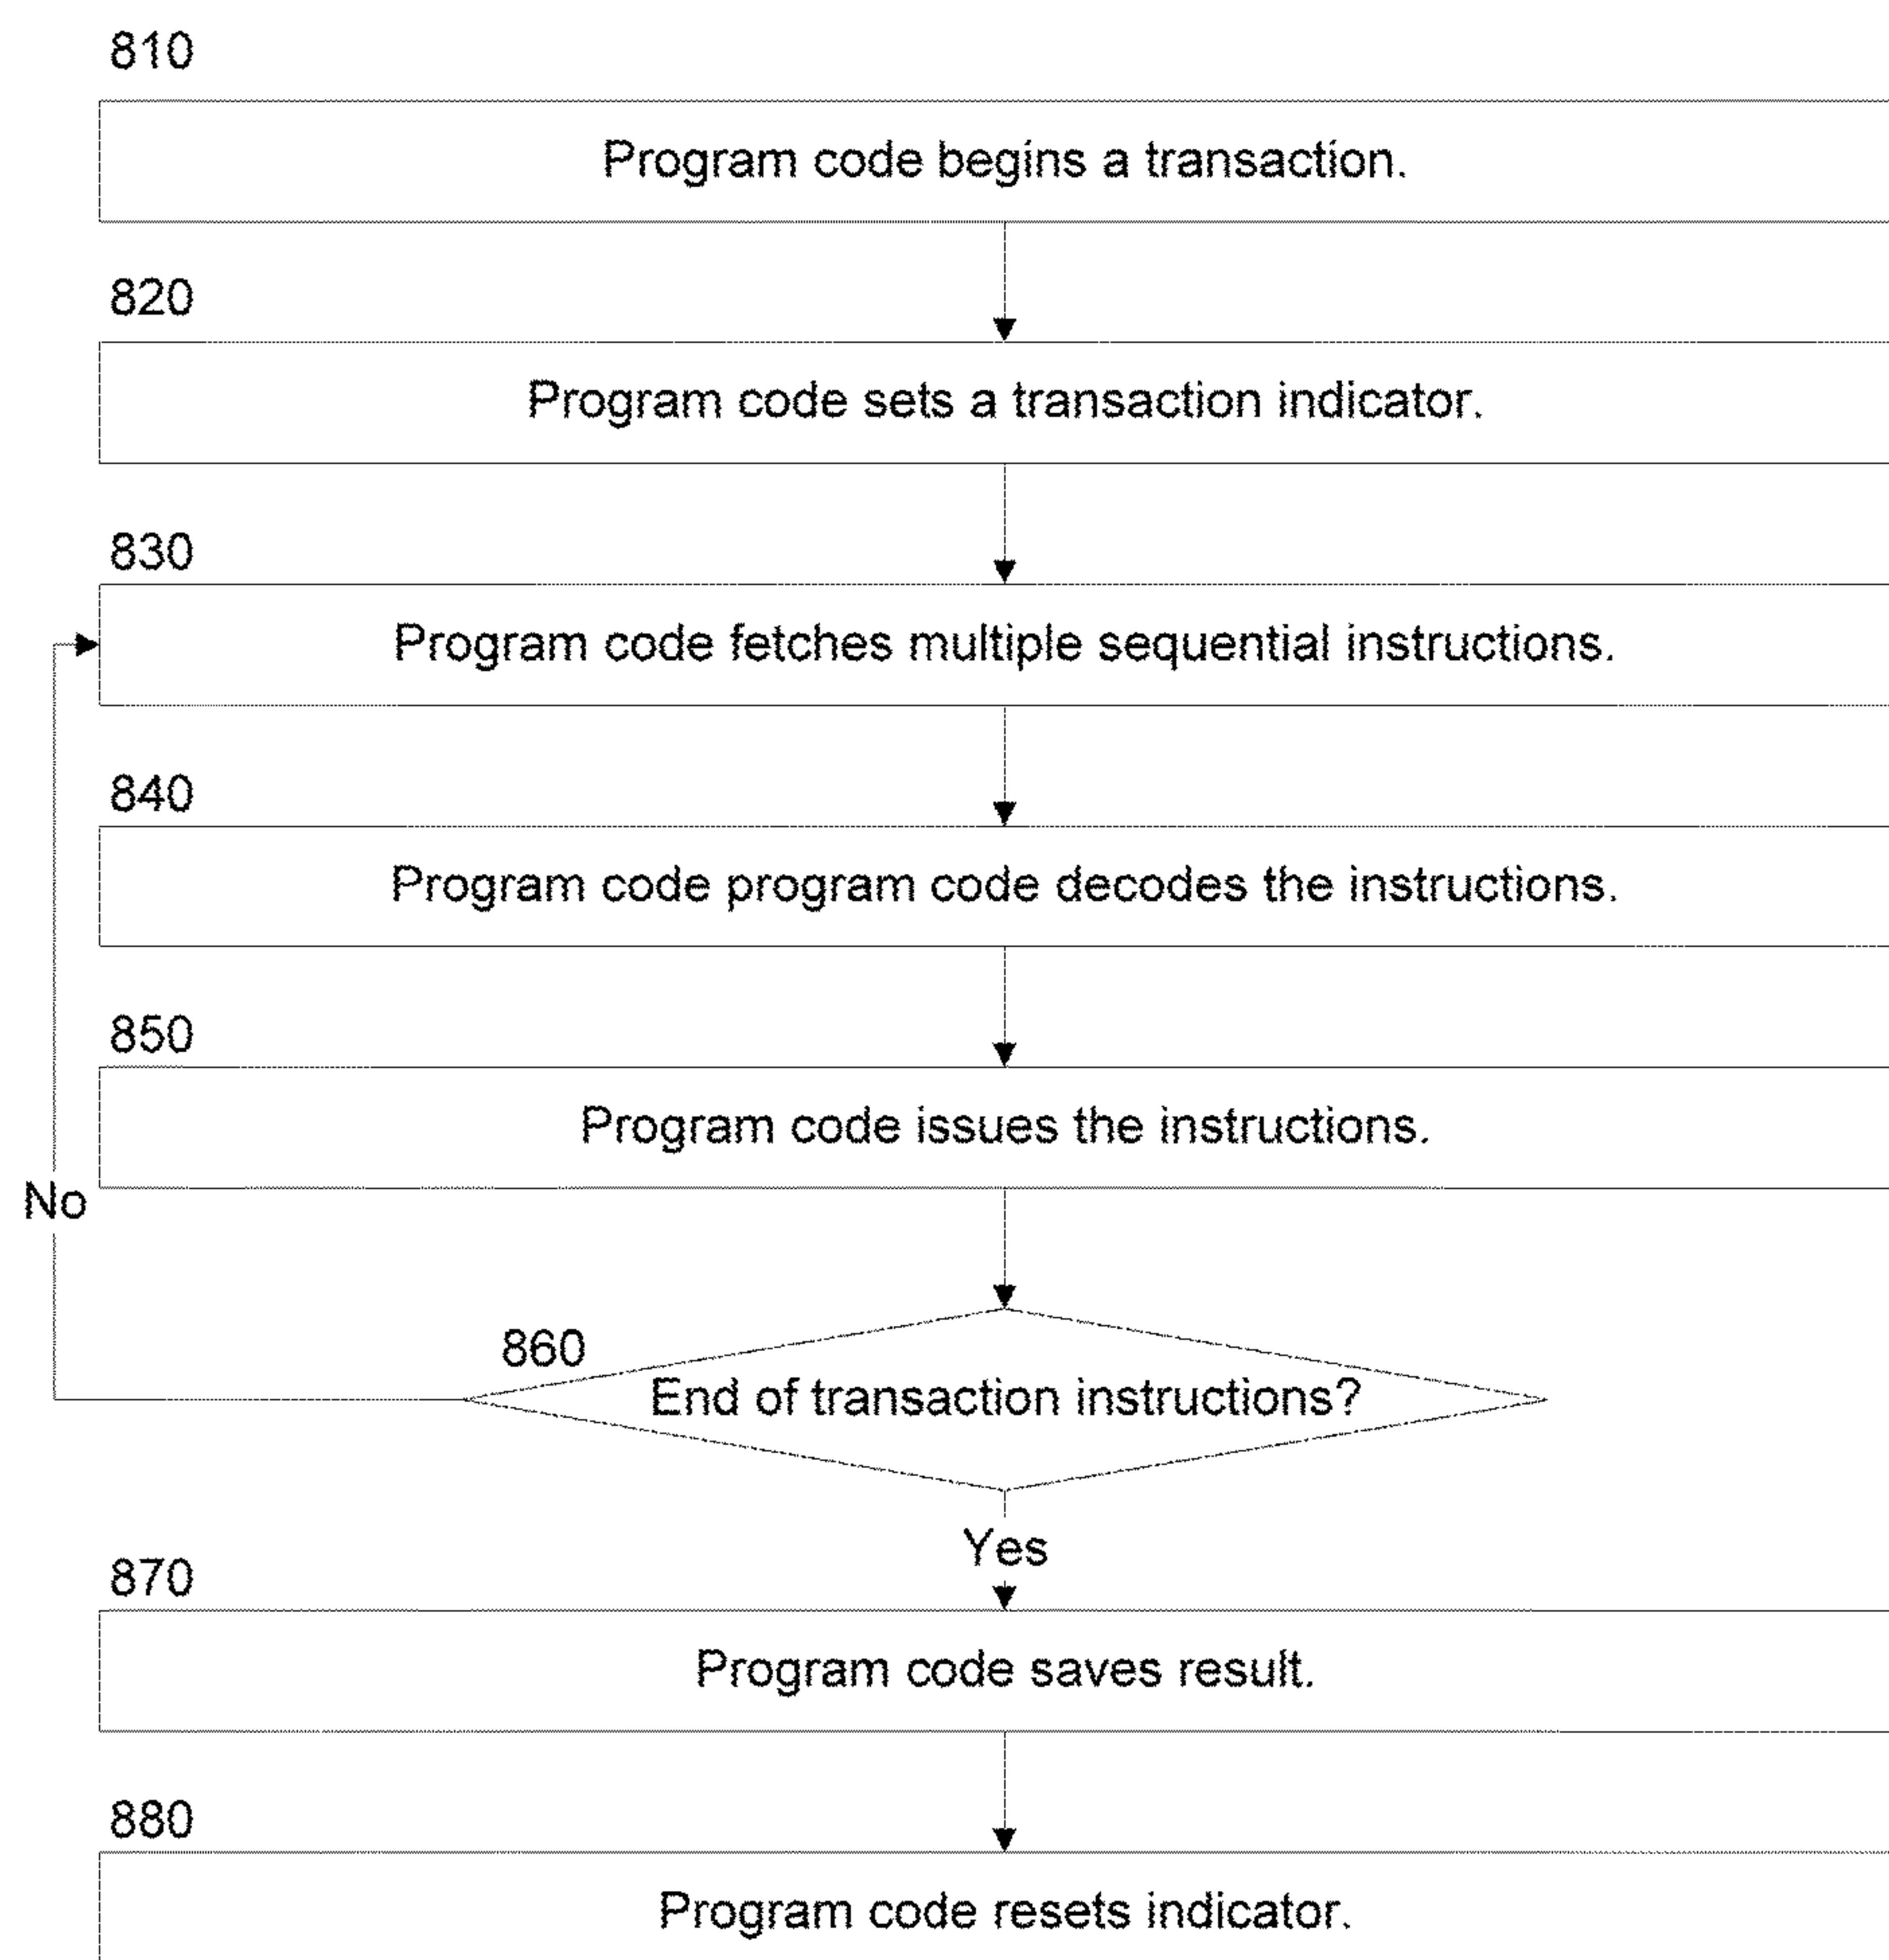 810
Program code begins a transaction.
820
Program code sets a transaction indicator.
830
Program code fetches multiple sequential instructions.
840
Program code program code decodes the instructions.
850
Program code issues the instructions.
No
860
End of transaction instructions?
Yes
870
Program code saves result.
880
Program code resets indicator.